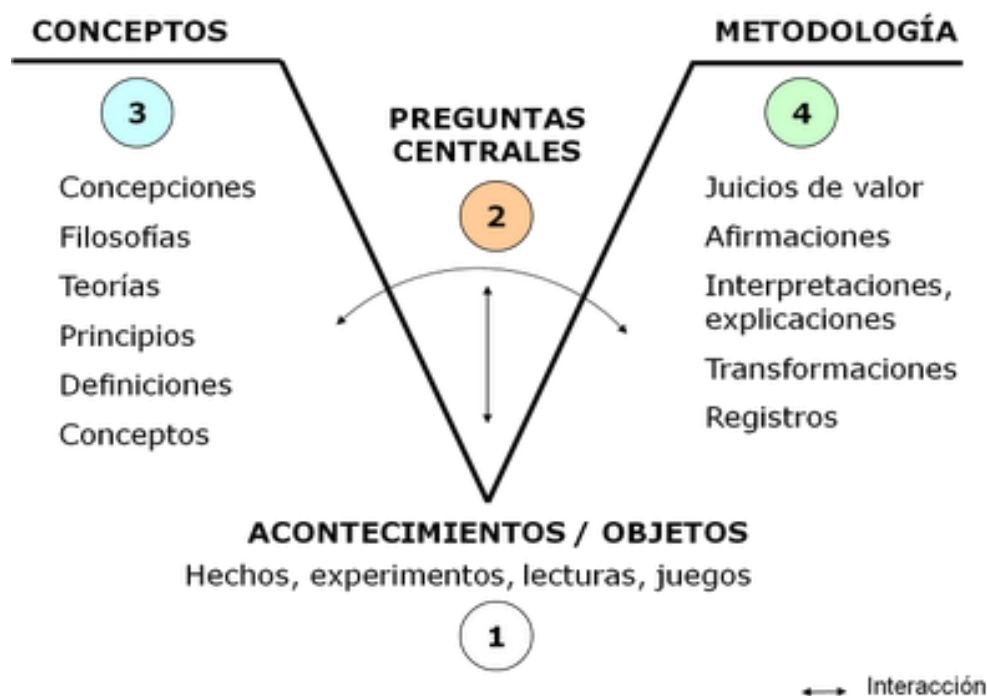 CONCEPTOS
3
Concepciones
Filosofías
Teorías
Principios
Definiciones
Conceptos
PREGUNTAS
CENTRALES
2
METODOLOGÍA
4
Juicios de valor
Afirmaciones
Interpretaciones,
explicaciones
Transformaciones
Registros
ACONTECIMIENTOS / OBJETOS
Hechos, experimentos, lecturas, juegos
1
Interacción